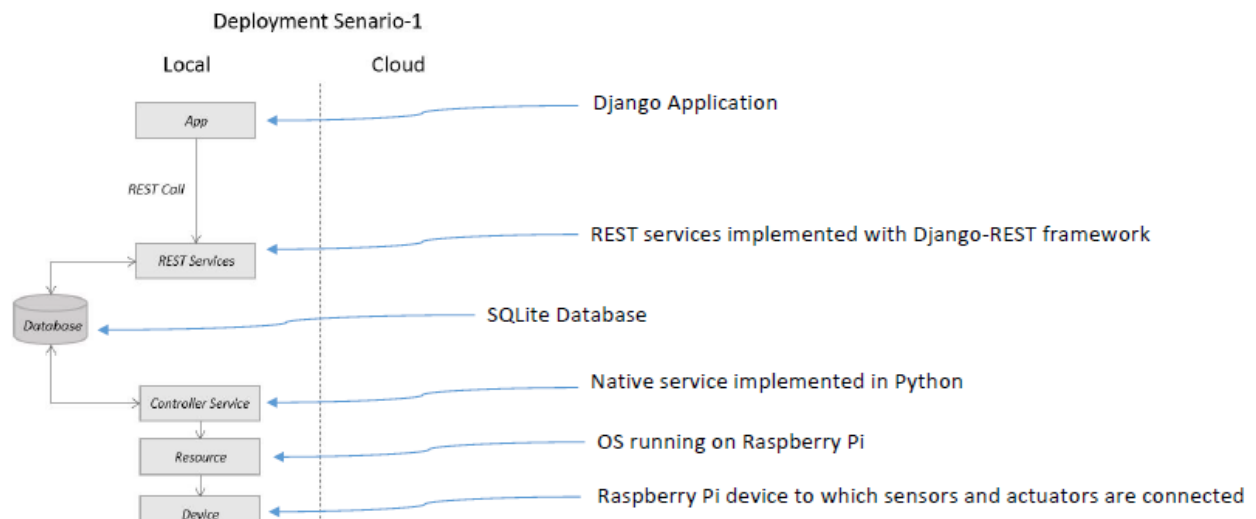 Deployment Senario-1
Local
Cloud
App
Django Application
REST Call
REST Services
REST services implemented with Django-REST framework
Database
SQLite Database
Controller Service
Native service implemented in Python
Resource
OS running on Raspberry Pi
Device
Raspberry Pi device to which sensors and actuators are connected